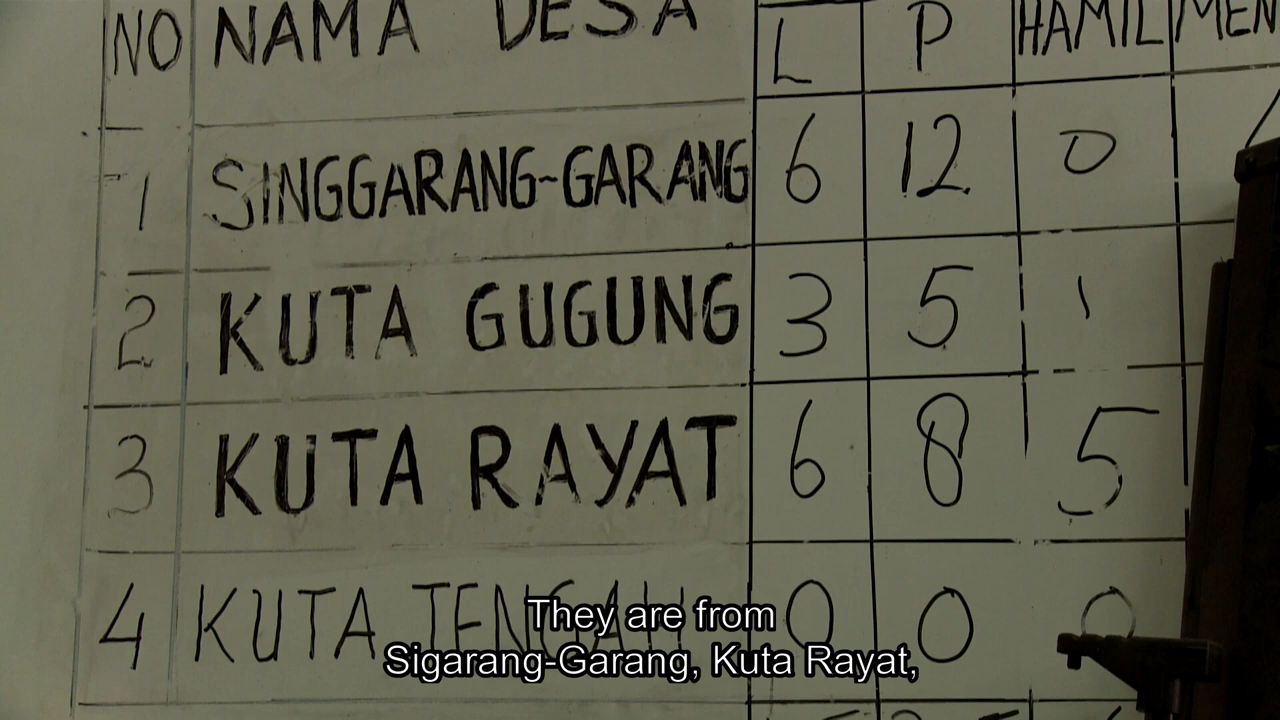 NO NAMA DESA L P HAMIL MEN
1 SINGGARANG-GARANG 6 12 0
2 KUTA GUGUNG 3 5 1
3 KUTA RAYAT 6 8 5
4 KUTA TENGAH 0 0 0
They are from
Sigarang-Garang, Kuta Rayat,